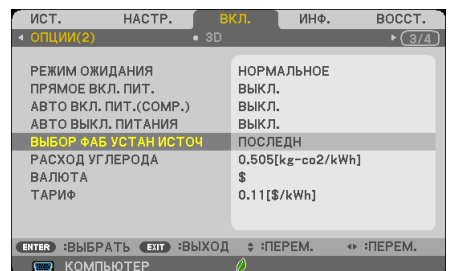 ИСТ. НАСТР. ВКЛ. ИНФ. ВОССТ.
ОПЦИИ(2) 3D 3/4
РЕЖИМ ОЖИДАНИЯ НОРМАЛЬНОЕ
ПРЯМОЕ ВКЛ. ПИТ. ВЫКЛ.
АВТО ВКЛ. ПИТ.(COMP.) ВЫКЛ.
АВТО ВЫКЛ. ПИТАНИЯ ВЫКЛ.
ВЫБОР ФАБ УСТАН ИСТОЧ ПОСЛЕДН
РАСХОД УГЛЕРОДА 0.505[kg-co2/kWh]
ВАЛЮТА $
ТАРИФ 0.11[$/kWh]
ENTER :ВЫБРАТЬ EXIT :ВЫХОД :ПЕРЕМ. :ПЕРЕМ.
КОМПЬЮТЕР